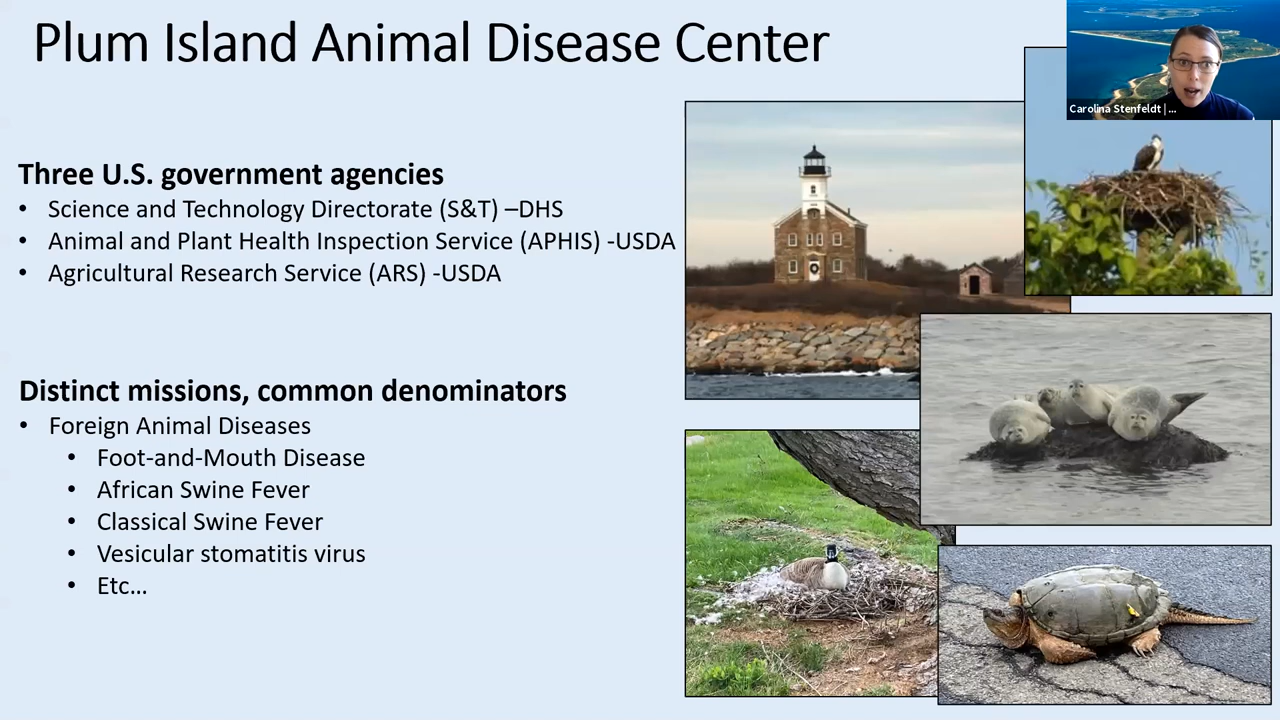 Plum Island Animal Disease Center
Carolina Stenfeldt | ...
Three U.S. government agencies
• Science and Technology Directorate (S&T) –DHS
• Animal and Plant Health Inspection Service (APHIS) -USDA
• Agricultural Research Service (ARS) -USDA
Distinct missions, common denominators
• Foreign Animal Diseases
• Foot-and-Mouth Disease
• African Swine Fever
• Classical Swine Fever
• Vesicular stomatitis virus
• Etc...